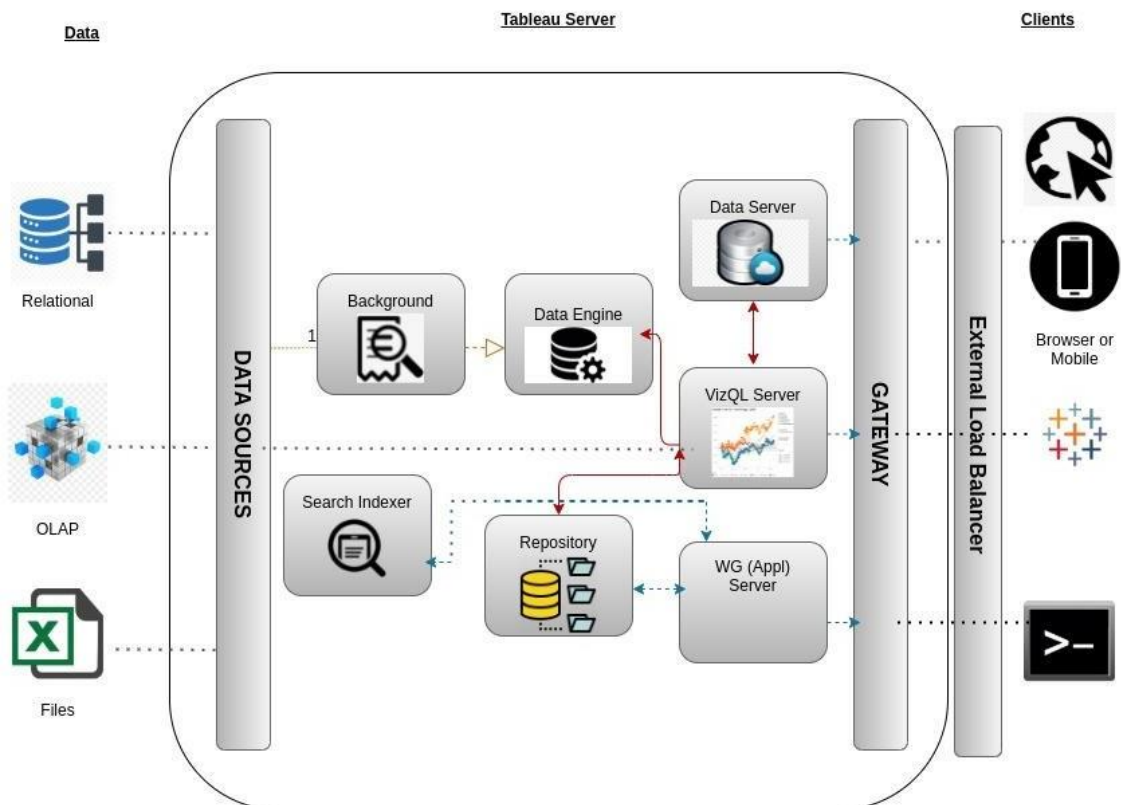 Data
Tableau Server
Clients
Relational
OLAP
Files
DATA SOURCES
1
Background
Data Engine
Data Server
VizQL Server
Search Indexer
Repository
WG (Appl)
Server
GATEWAY
External Load Balancer
Browser or
Mobile
X
>-